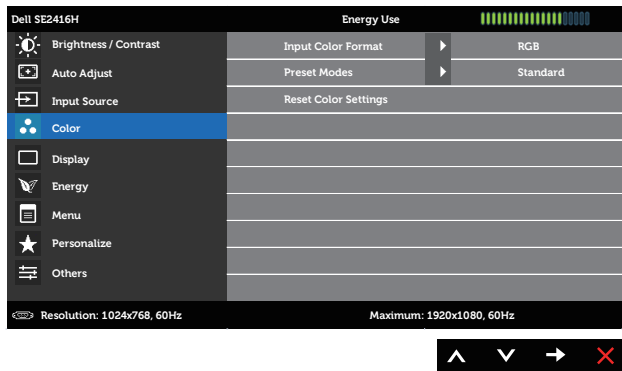 Dell SE2416H Energy Use
Brightness / Contrast
Input Color Format RGB
Auto Adjust
Preset Modes Standard
Input Source
Reset Color Settings
Color
Display
Energy
Menu
Personalize
Others
Resolution: 1024x768, 60Hz Maximum: 1920x1080, 60Hz